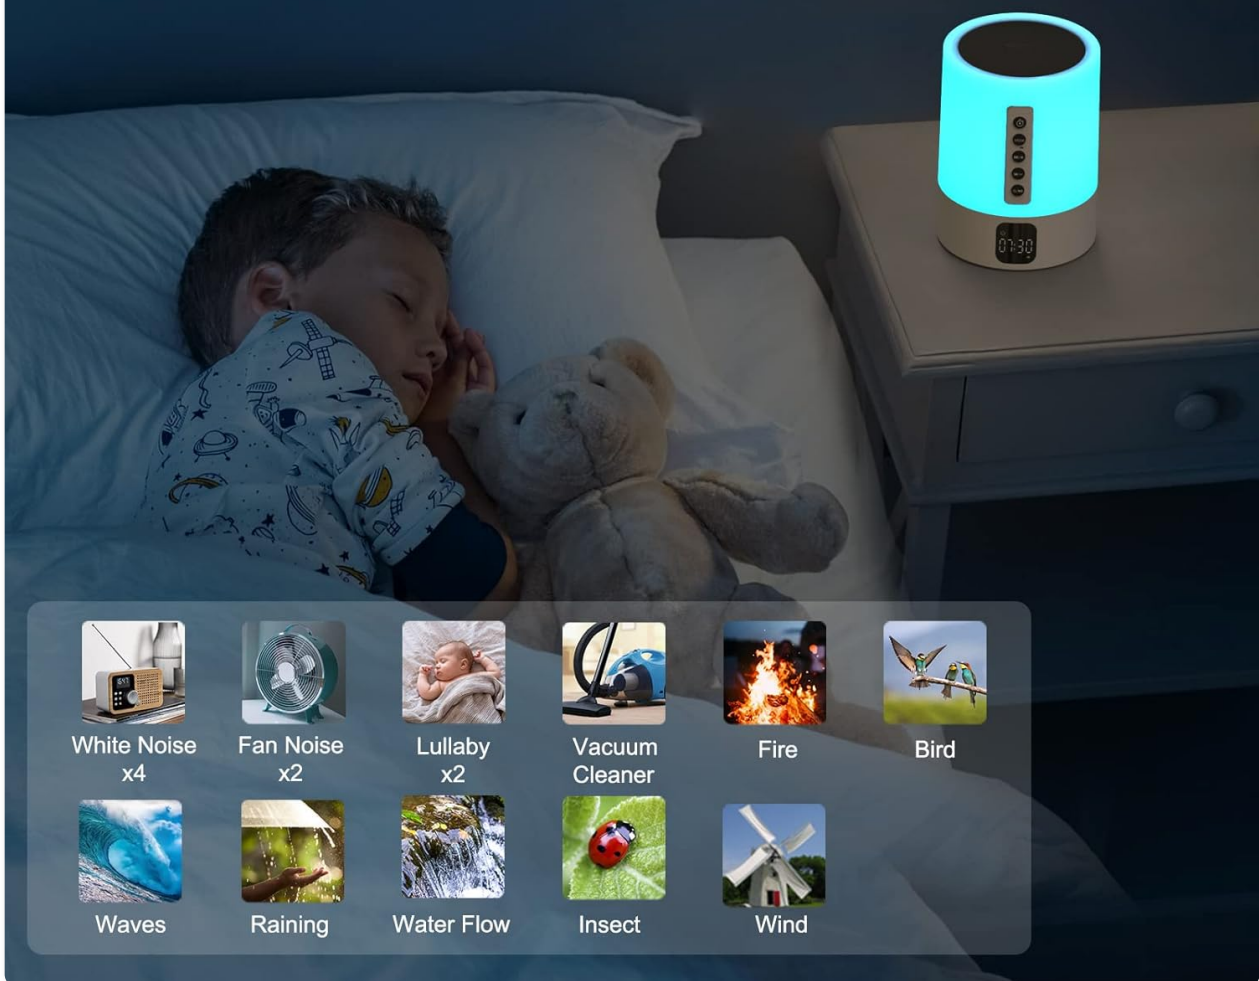 07:30
White Noise
x4
Fan Noise
x2
Lullaby
x2
Vacuum
Cleaner
Fire
Bird
Waves
Raining
Water Flow
Insect
Wind